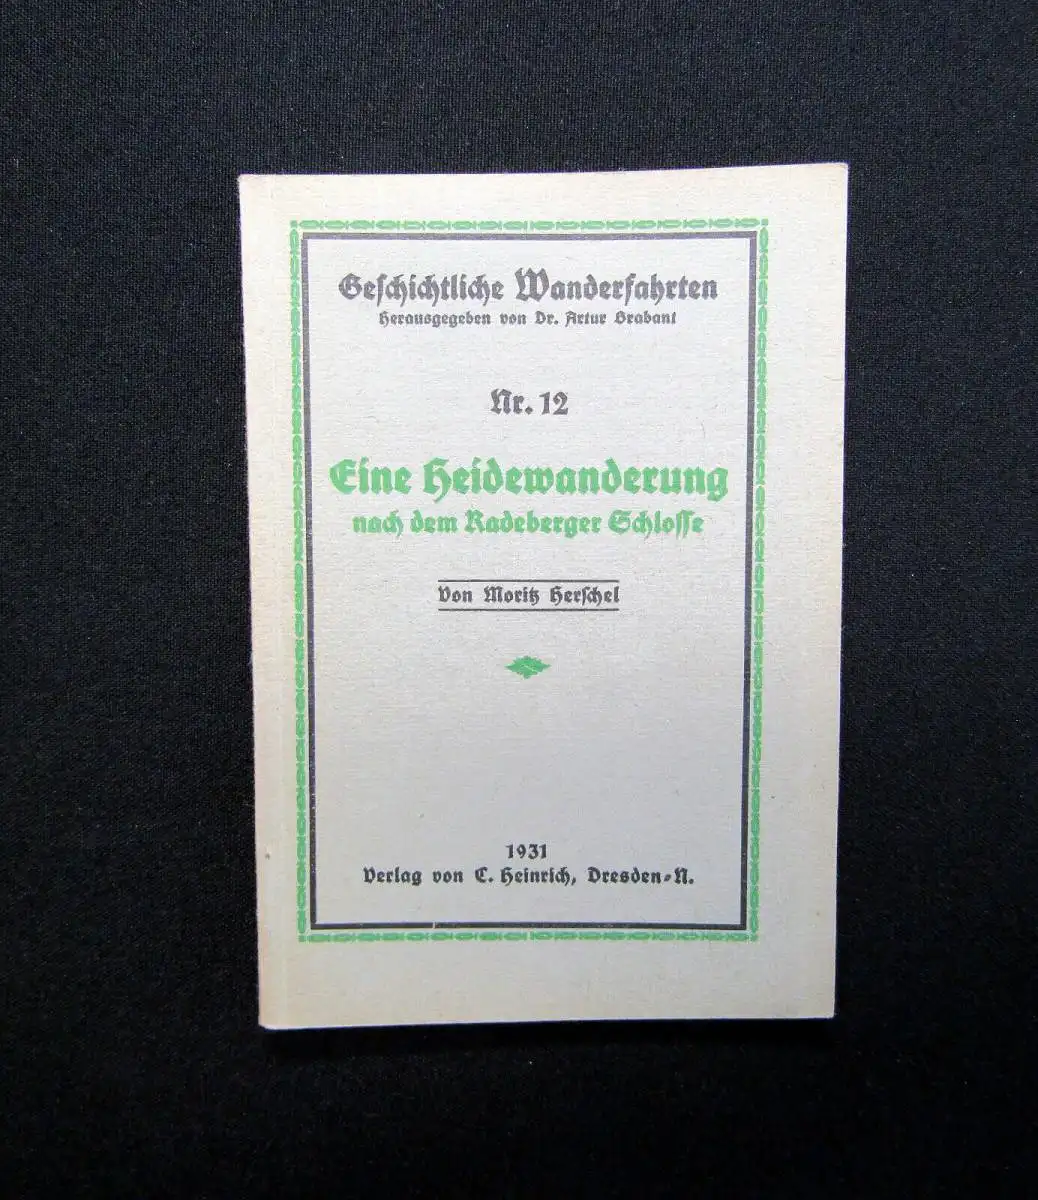 Geschichtliche Wanderfahrten
Herausgegeben von Dr. Artur Brabant
Nr. 12
Eine Heidewanderung
nach dem Radeberger Schlosse
Von Moritz Herschel
1931
Verlag von C. Heinrich, Dresden-N.